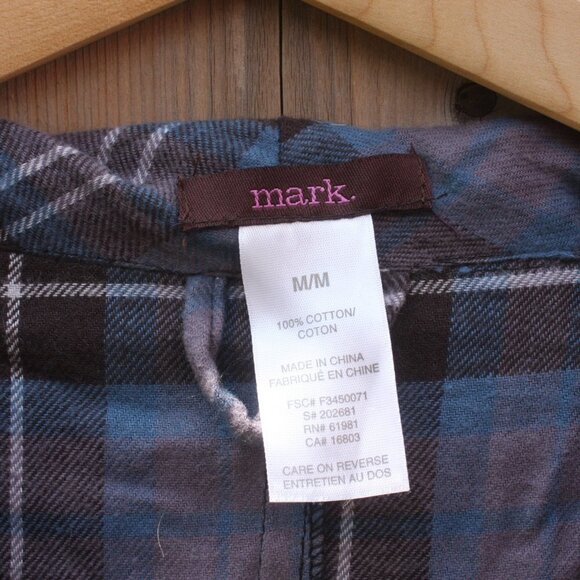 mark.
M/M
100% COTTON/
COTON
MADE IN CHINA
FABRIQUÉ EN CHINE
FSC# F3450071
S# 202681
RN# 61981
CA# 16803
CARE ON REVERSE
ENTRETIEN AU DOS